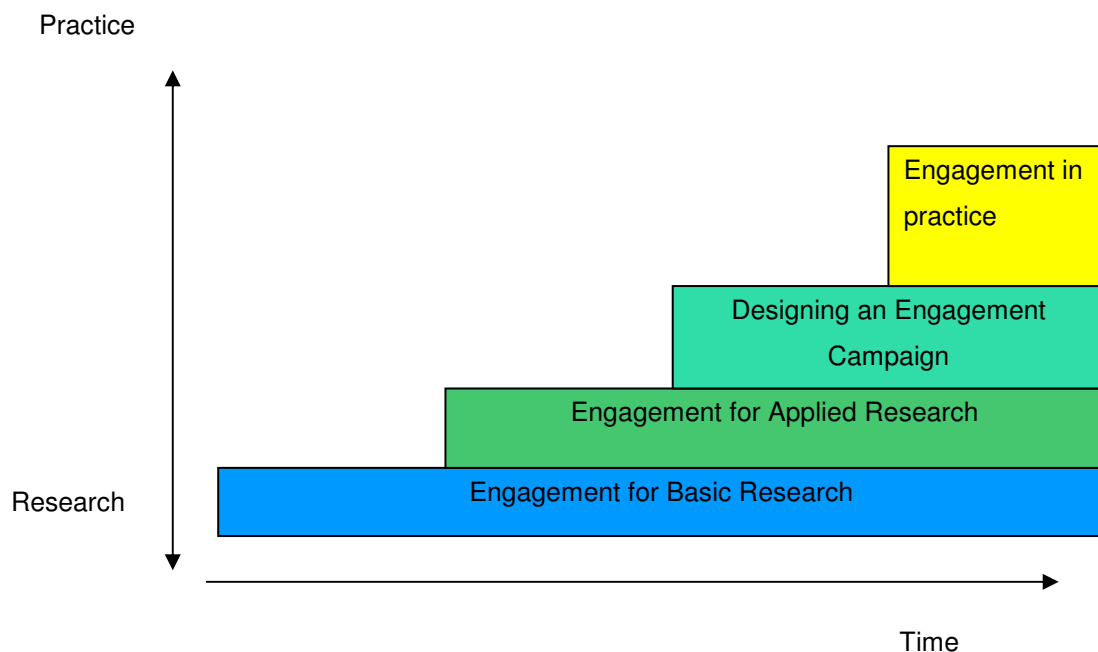 Practice
Engagement in
practice
Designing an Engagement
Campaign
Engagement for Applied Research
Engagement for Basic Research
Research
Time